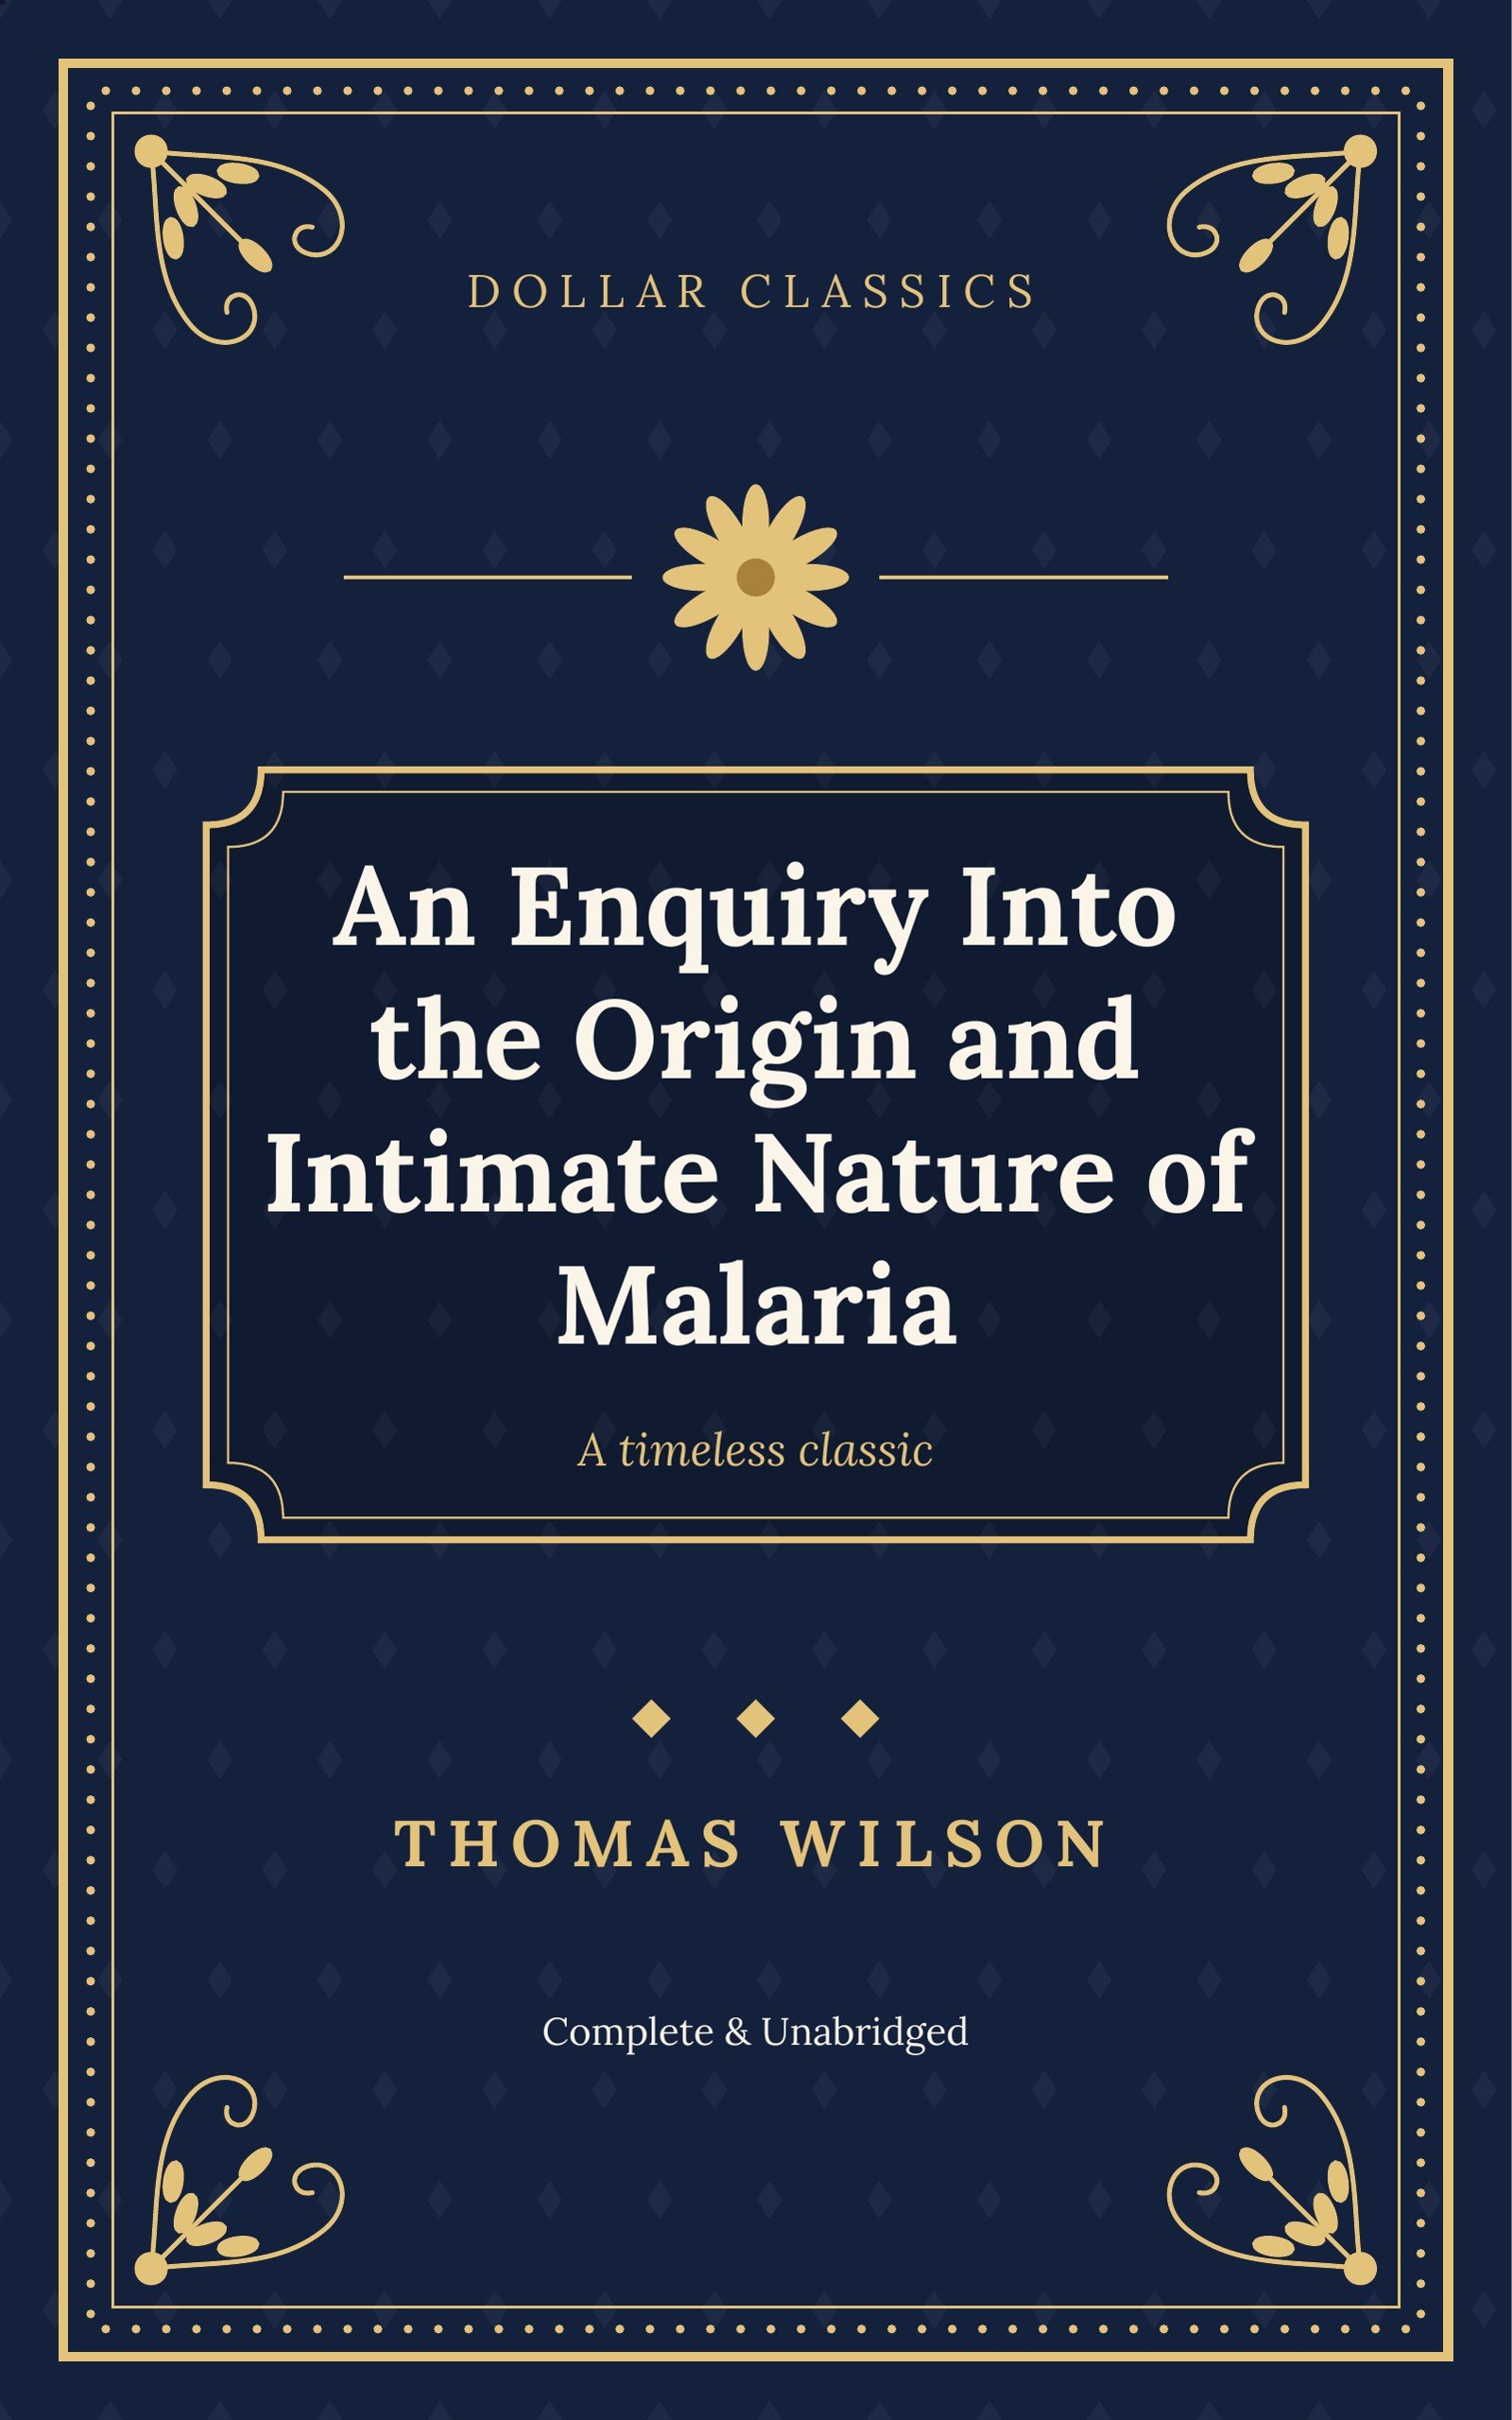 DOLLAR CLASSICS
An Enquiry Into
the Origin and
Intimate Nature of
Malaria
A timeless classic
THOMAS WILSON
Complete & Unabridged